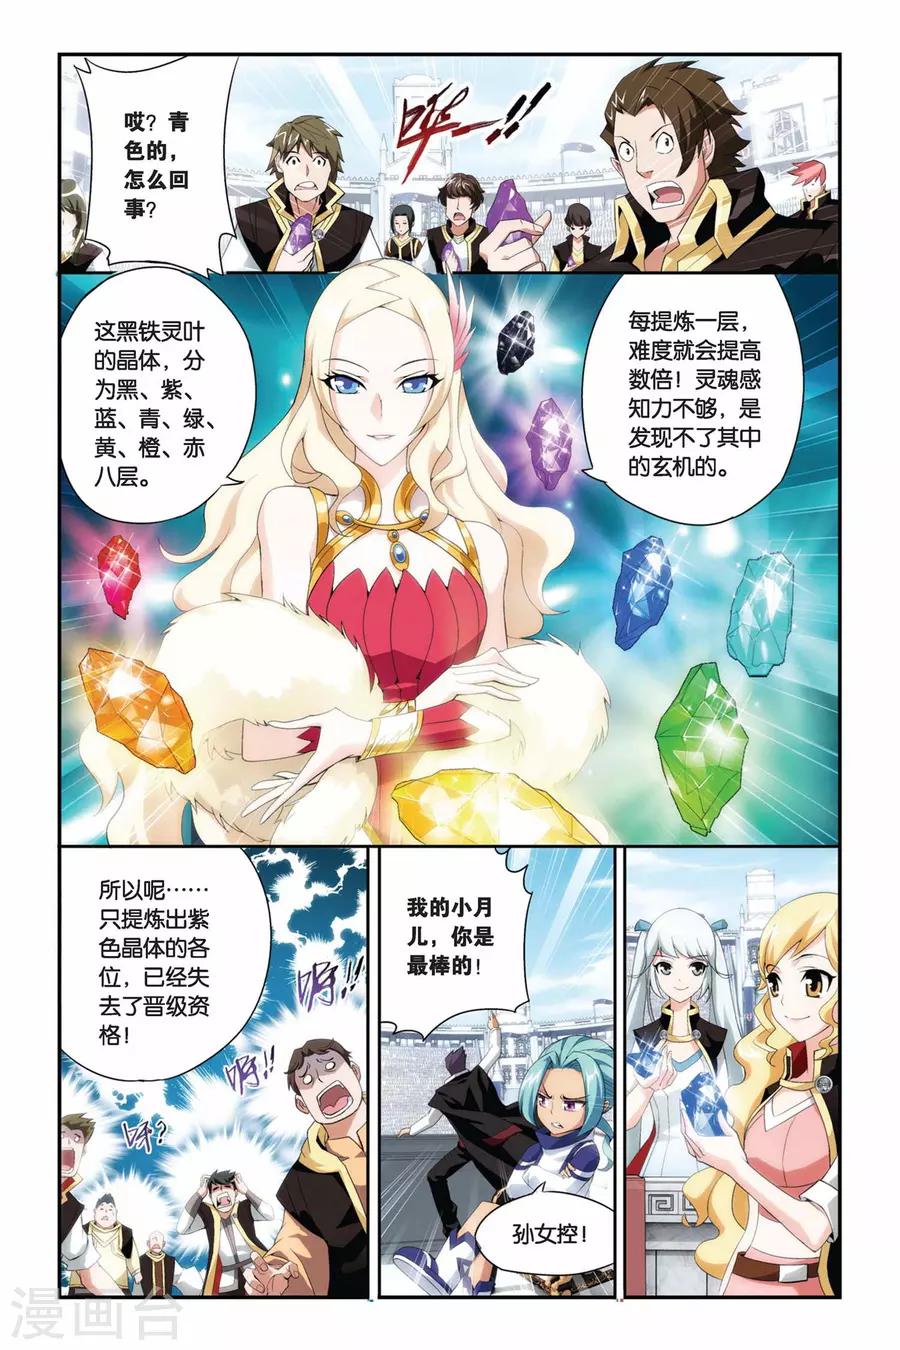 哎？青
色的，
怎么回
事？
哗—!!
这黑铁灵叶
的晶体，分
为黑、紫、
蓝、青、绿、
黄、橙、赤
八层。
每提炼一层，
难度就会提高
数倍！灵魂感
知力不够，是
发现不了其中
的玄机的。
所以呢……
只提炼出紫
色晶体的各
位，已经失
去了晋级资
格！
啊!!!
啊!!
呀?
我的小月
儿，你是
最棒的！
孙女控！
漫画台